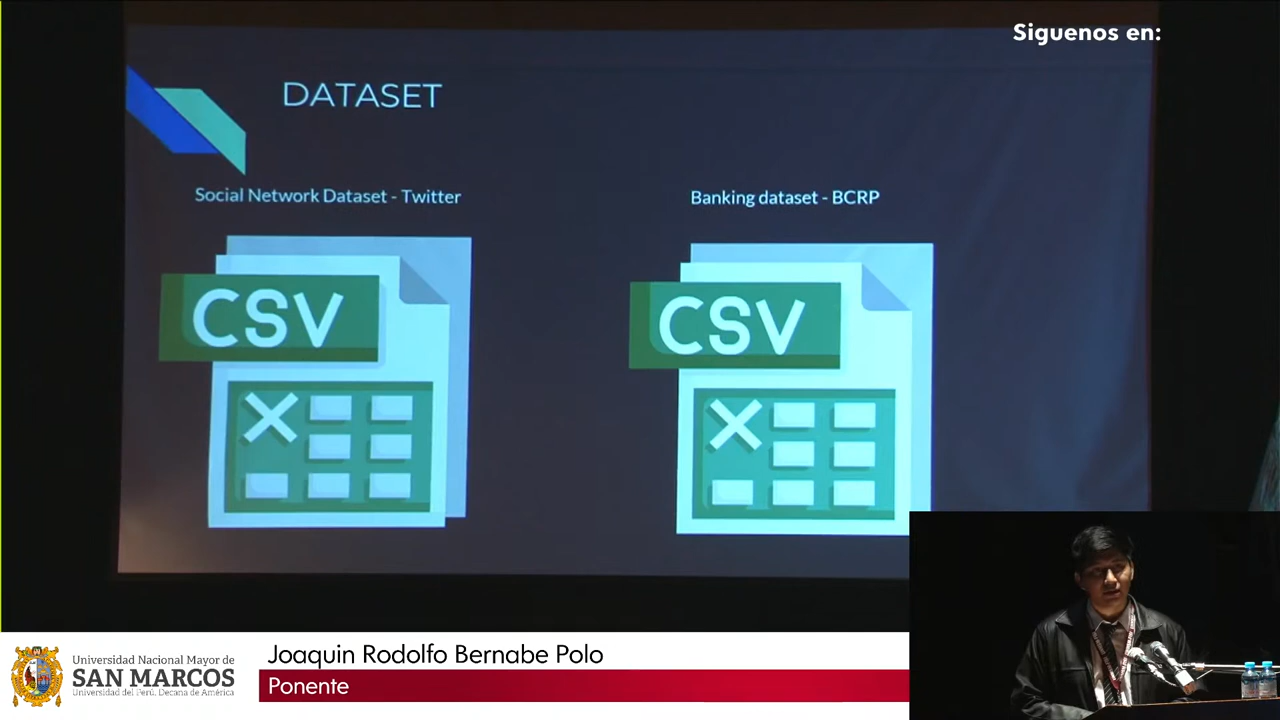 Siguenos en:
DATASET
Social Network Dataset - Twitter
Banking dataset - BCRP
CSV
CSV
Joaquin Rodolfo Bernabe Polo
Ponente
Universidad Nacional Mayor de
SAN MARCOS
Universidad del Perú. Decana de América